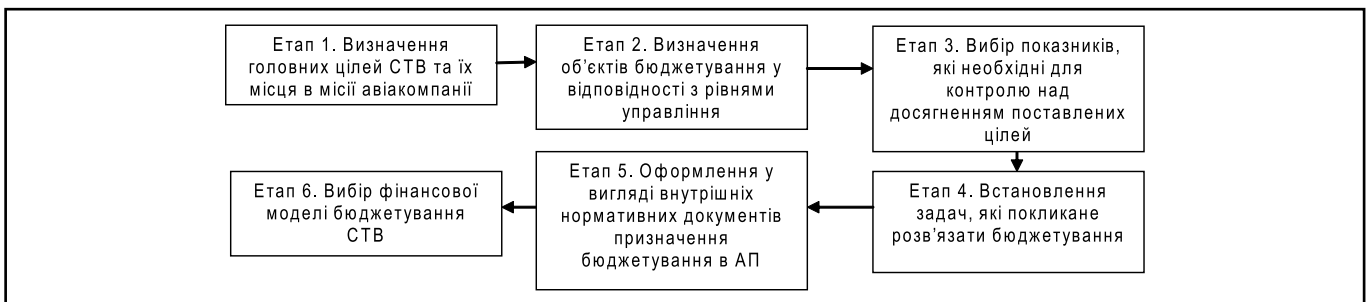 Етап 1. Визначення
головних цілей СТВ та їх
місця в місії авіакомпанії
Етап 2. Визначення
об’єктів бюджетування у
відповідності з рівнями
управління
Етап 3. Вибір показників,
які необхідні для
контролю над
досягненням поставлених
цілей
Етап 4. Встановлення
задач, які покликане
розв’язати бюджетування
Етап 5. Оформлення у
вигляді внутрішніх
нормативних документів
призначення
бюджетування в АП
Етап 6. Вибір фінансової
моделі бюджетування
СТВ